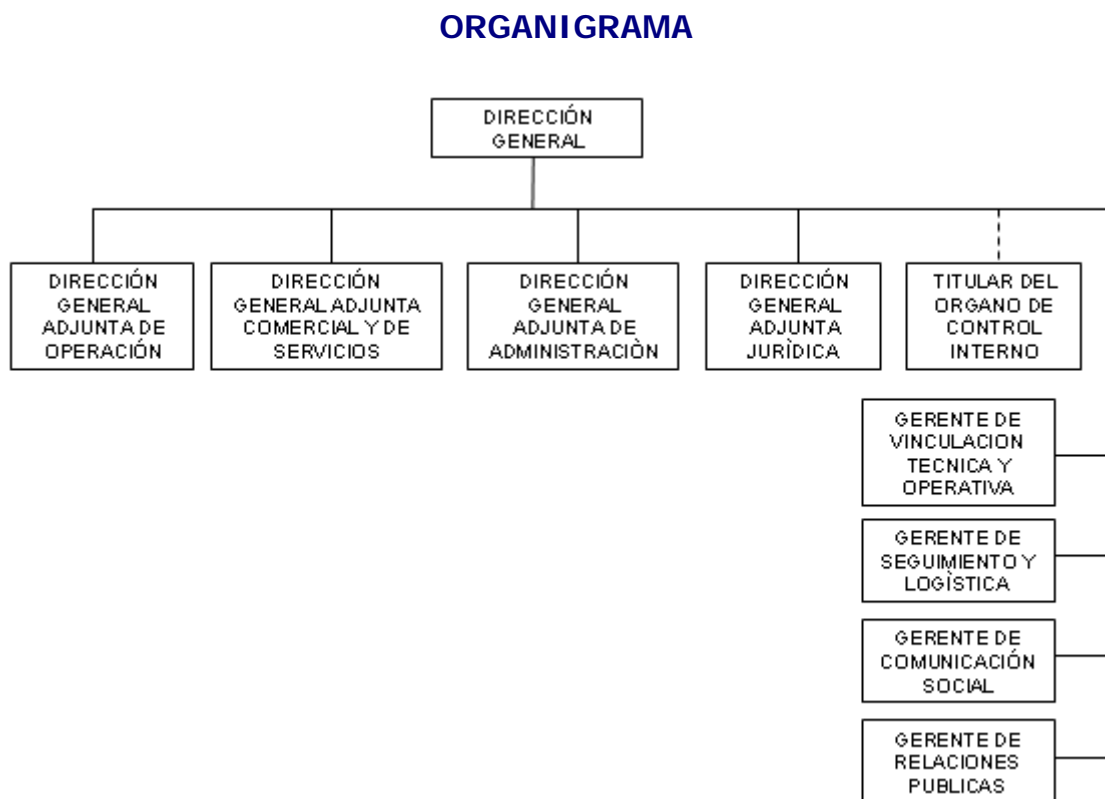 ORGANIGRAMA
DIRECCIÓN
GENERAL
DIRECCIÓN
GENERAL
ADJUNTA DE
OPERACIÓN
DIRECCIÓN
GENERAL ADJUNTA
COMERCIAL Y DE
SERVICIOS
DIRECCIÓN
GENERAL
ADJUNTA DE
ADMINISTRACIÒN
DIRECCIÓN
GENERAL
ADJUNTA
JURÌDICA
TITULAR DEL
ORGANO DE
CONTROL
INTERNO
GERENTE DE
VINCULACION
TECNICA Y
OPERATIVA
GERENTE DE
SEGUIMIENTO Y
LOGÌSTICA
GERENTE DE
COMUNICACIÓN
SOCIAL
GERENTE DE
RELACIONES
PUBLICAS